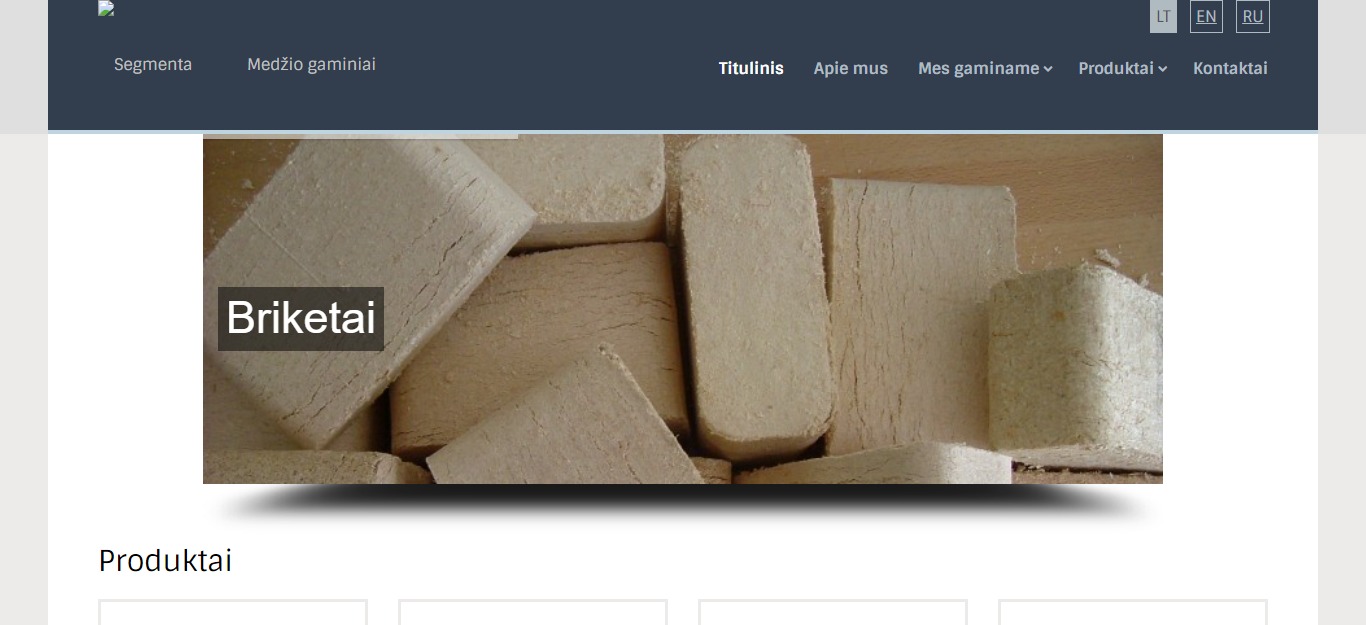 LT EN RU
Segmenta Medžio gaminiai
Titulinis Apie mus Mes gaminame Produktai Kontaktai
Briketai
Produktai